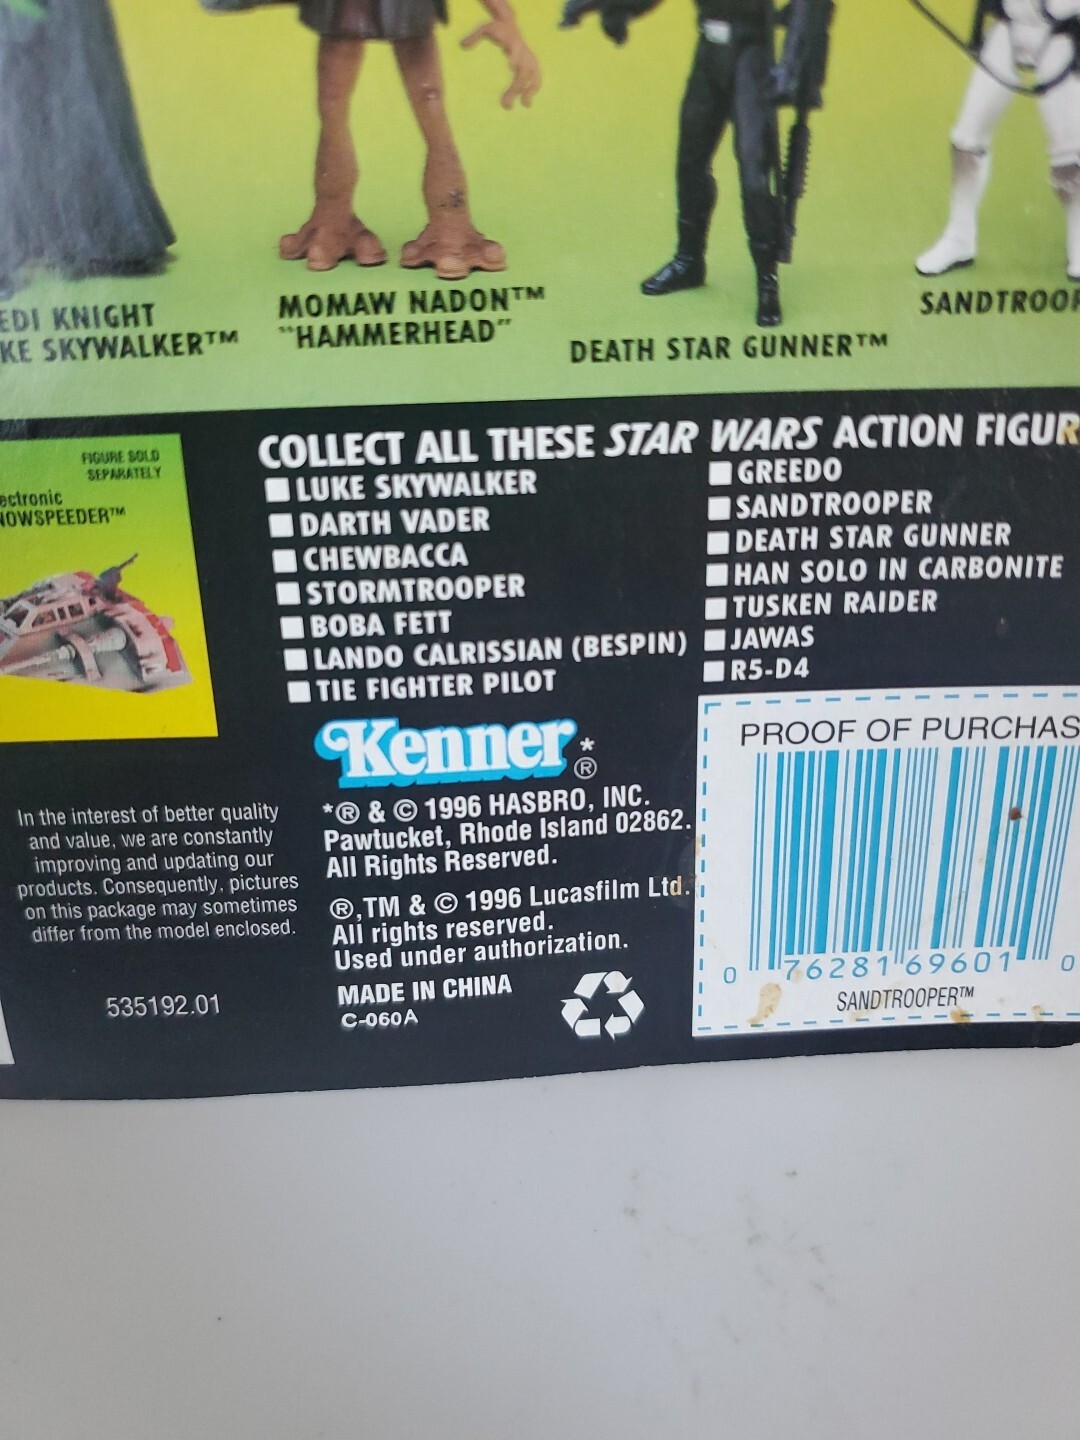 EDI KNIGHT
KE SKYWALKER™
MOMAW NADON™
"HAMMERHEAD"
DEATH STAR GUNNER™
SANDTROOP
FIGURE SOLD
SEPARATELY
ectronic
NOWSPEEDER™
COLLECT ALL THESE STAR WARS ACTION FIGUR
LUKE SKYWALKER
DARTH VADER
CHEWBACCA
STORMTROOPER
BOBA FETT
LANDO CALRISSIAN (BESPIN)
TIE FIGHTER PILOT
GREEDO
SANDTROOPER
DEATH STAR GUNNER
HAN SOLO IN CARBONITE
TUSKEN RAIDER
JAWAS
R5-D4
In the interest of better quality
and value, we are constantly
improving and updating our
products. Consequently, pictures
on this package may sometimes
differ from the model enclosed.
535192.01
Kenner*®
*® & © 1996 HASBRO, INC.
Pawtucket, Rhode Island 02862.
All Rights Reserved.
®,TM & © 1996 Lucasfilm Ltd.
All rights reserved.
Used under authorization.
MADE IN CHINA
C-060A
PROOF OF PURCHAS
0 76281 69601 0
SANDTROOPER™